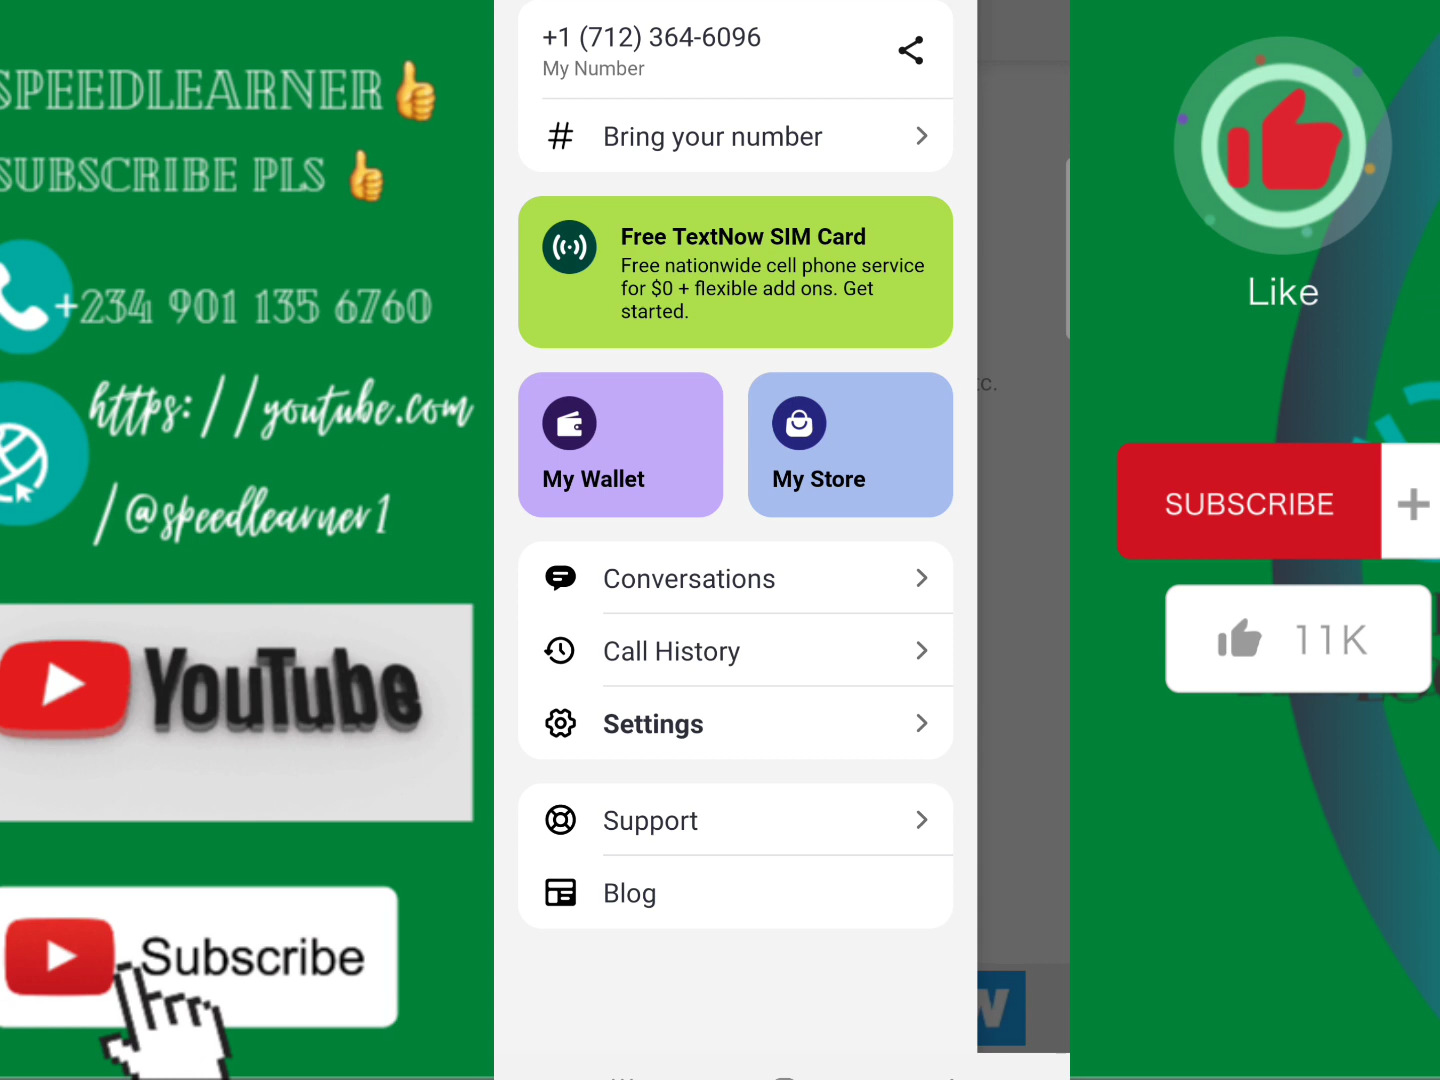 SPEEDLEARNER👍
SUBSCRIBE PLS 👍
+234 901 135 6760
https://youtube.com
/@speedlearner1
YouTube
Subscribe
+1 (712) 364-6096
My Number
Bring your number
Free TextNow SIM Card
Free nationwide cell phone service
for $0 + flexible add ons. Get
started.
My Wallet
My Store
Conversations
Call History
Settings
Support
Blog
Like
SUBSCRIBE +
11K